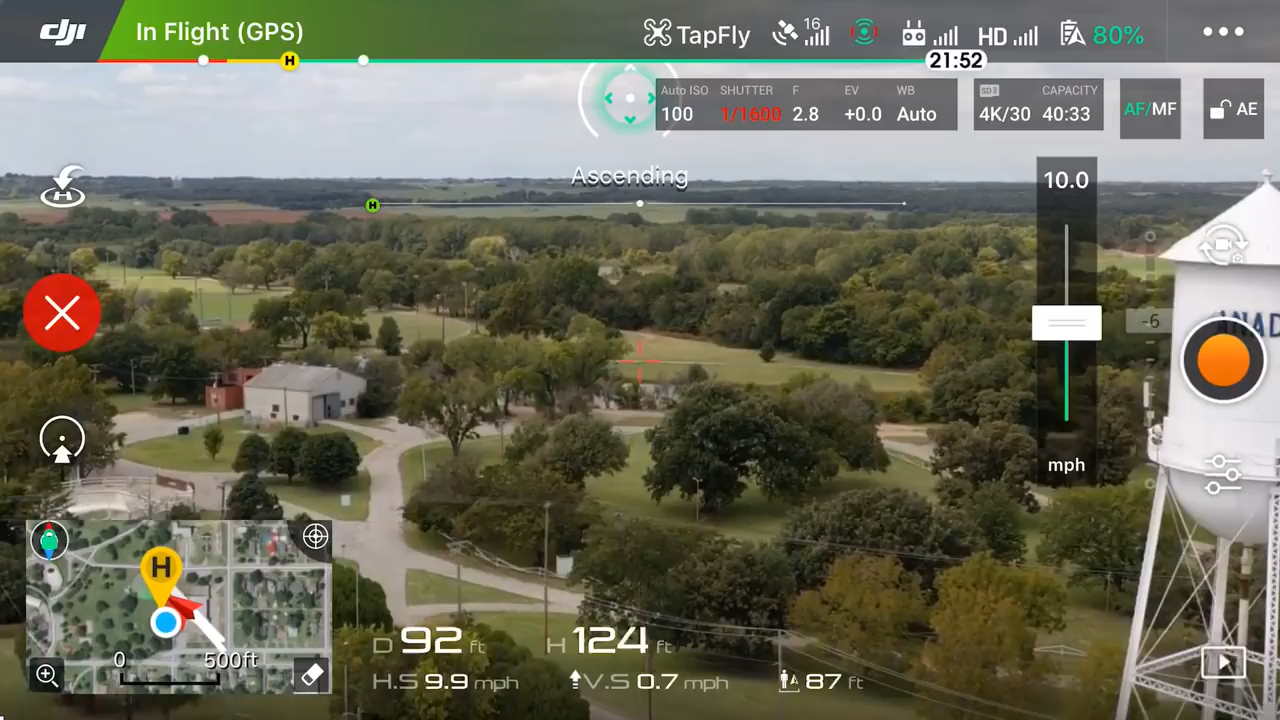 dji In Flight (GPS) TapFly 16 HD 80%
H 21:52
Auto ISO SHUTTER F EV WB SD CAPACITY
100 1/1600 2.8 +0.0 Auto 4K/30 40:33 AF/MF AE
Ascending
10.0
H
H
-6
ANAD
mph
H
0 500ft
D 92 ft H 124 ft
H.S 9.9 mph V.S 0.7 mph 87 ft